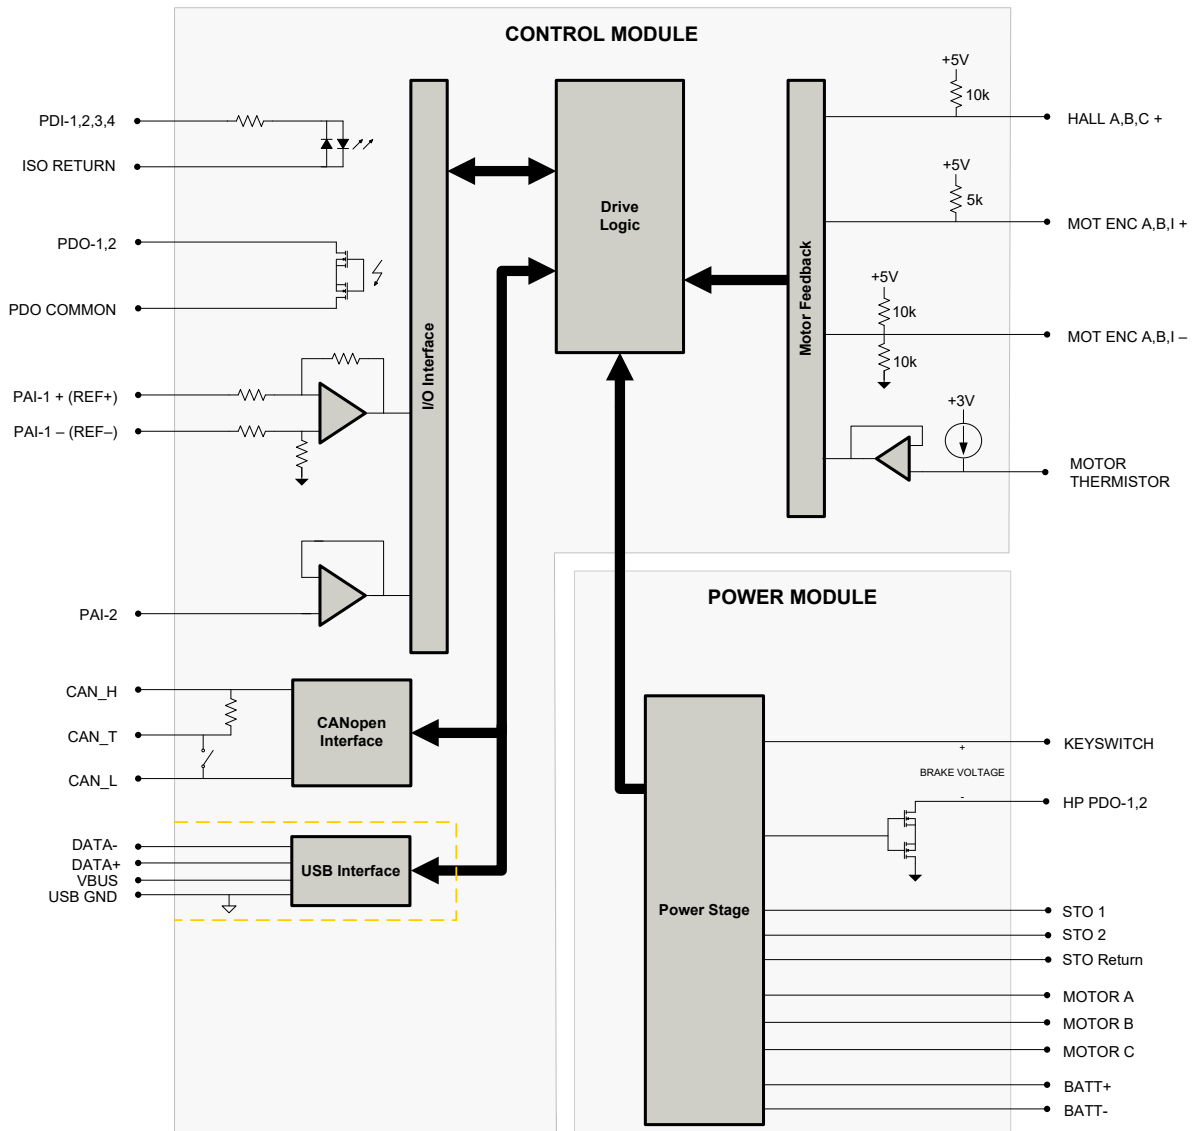 CONTROL MODULE
PDI-1,2,3,4
ISO RETURN
PDO-1,2
PDO COMMON
PAI-1 + (REF+)
PAI-1 – (REF–)
PAI-2
CAN_H
CAN_T
CAN_L
DATA-
DATA+
VBUS
USB GND
I/O Interface
CANopen
Interface
USB Interface
Drive
Logic
Motor Feedback
+5V
10k
HALL A,B,C +
+5V
5k
MOT ENC A,B,I +
+5V
10k
10k
MOT ENC A,B,I –
+3V
MOTOR
THERMISTOR
POWER MODULE
Power Stage
KEYSWITCH
+
BRAKE VOLTAGE
-
HP PDO-1,2
STO 1
STO 2
STO Return
MOTOR A
MOTOR B
MOTOR C
BATT+
BATT-